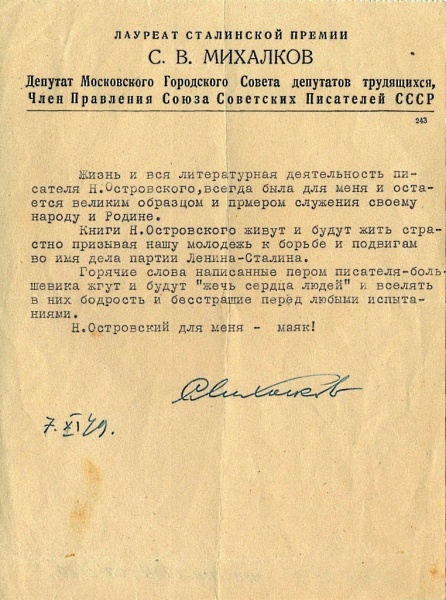 ЛАУРЕАТ СТАЛИНСКОЙ ПРЕМИИ
С. В. МИХАЛКОВ
Депутат Московского Городского Совета депутатов трудящихся,
Член Правления Союза Советских Писателей СССР
243
Жизнь и вся литературная деятельность пи-
сателя Н.Островского,всегда была для меня и оста-
ется великим образцом и прмером служения своему
народу и Родине.
Книги Н.Островского живут и будут жить стра-
стно призывая нашу молодежь к борьбе и подвигам
во имя дела партии Ленина-Сталина.
Горячие слова написанные пером писателя-боль-
шевика жгут и будут "жечь сердца людей" и вселять
в них бодрость и бесстрашие перед любыми испыта-
ниями.
Н.Островский для меня - маяк!
СМихалков
7.XI 49.